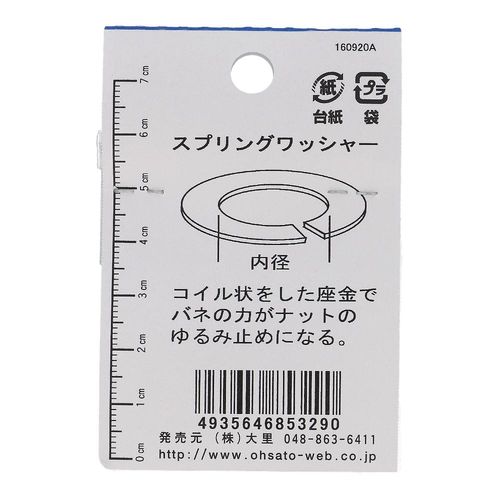 160920A
紙 プラ
台紙 袋
スプリングワッシャー
内径
コイル状をした座金で
バネの力がナットの
ゆるみ止めになる。
4935646853290
発売元 (株)大里 048-863-6411
http://www.ohsato-web.co.jp
7cm
6cm
5cm
4cm
3cm
2cm
1cm
0cm